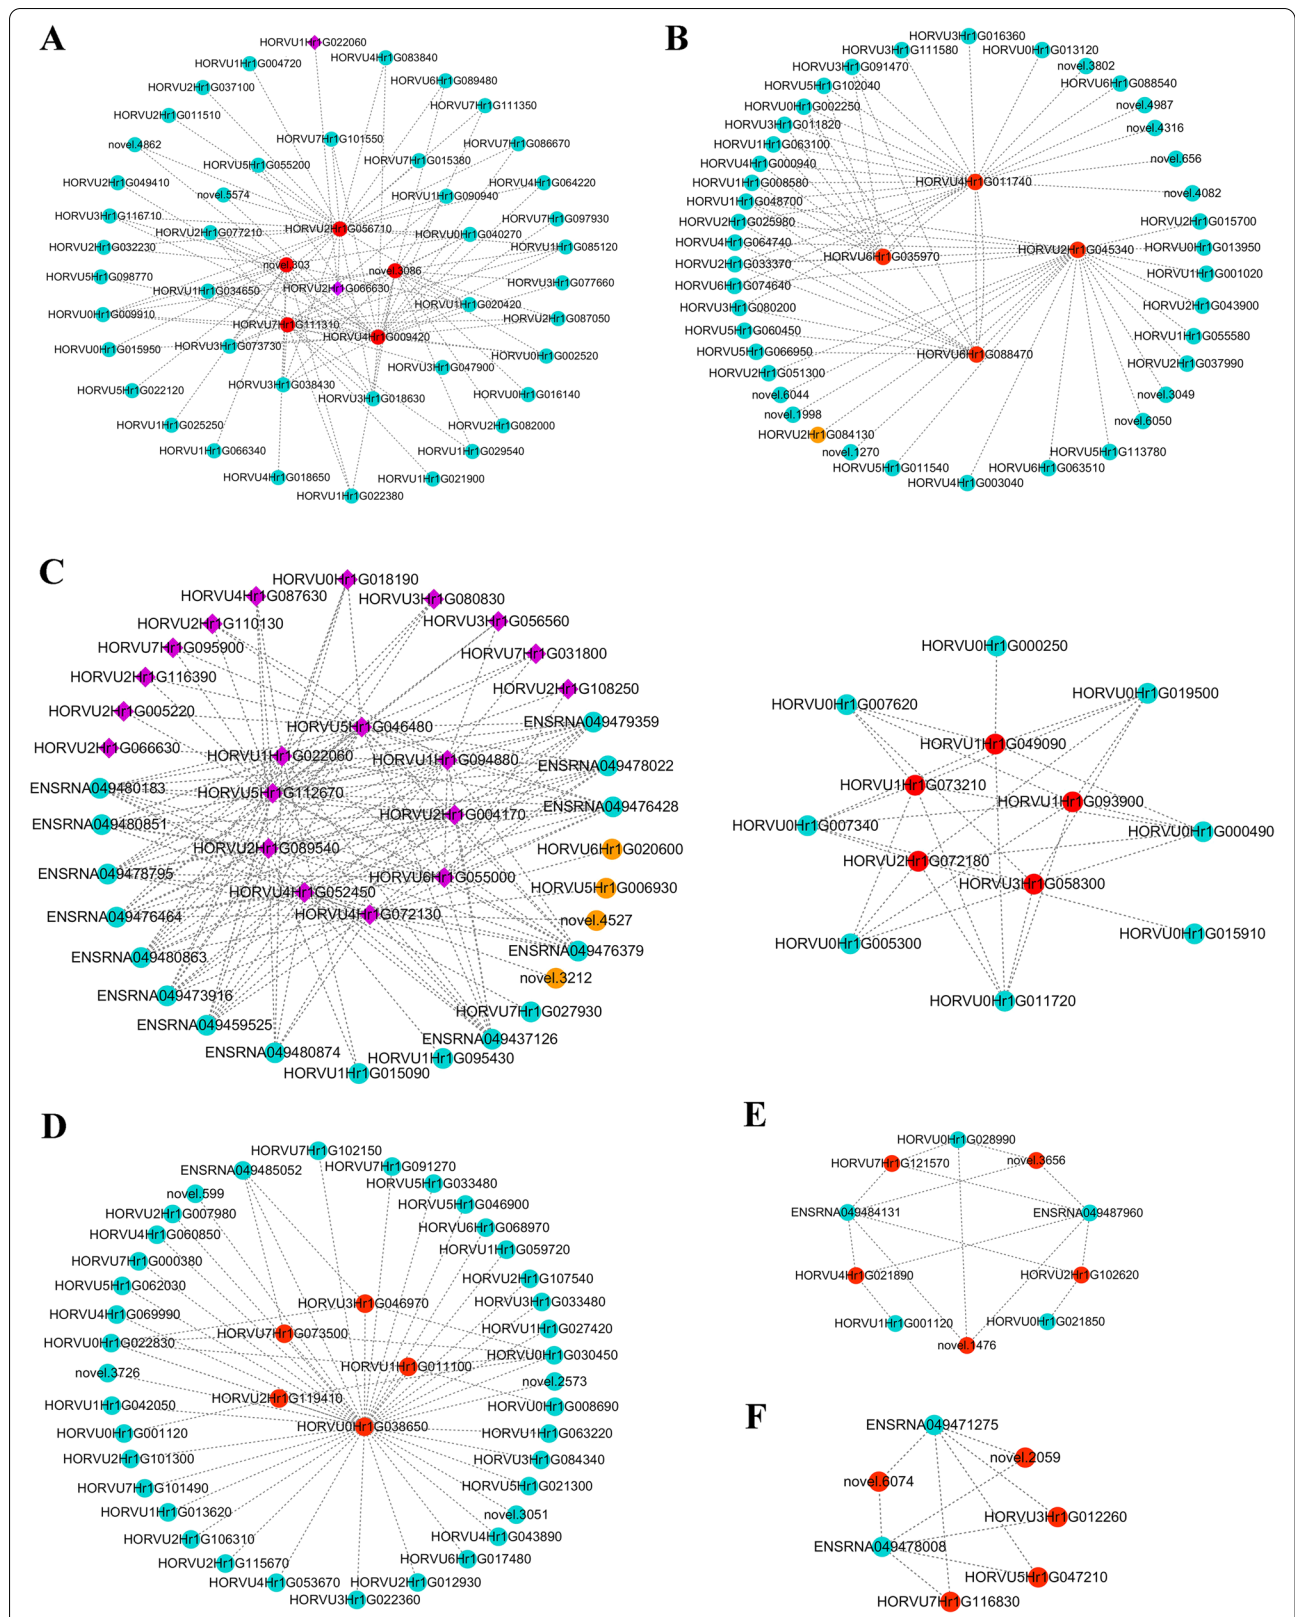 A
HORVU1Hr1G022060
HORVU4Hr1G083840
HORVU1Hr1G004720
HORVU6Hr1G089480
HORVU2Hr1G037100
HORVU7Hr1G111350
HORVU2Hr1G011510
HORVU7Hr1G101550
HORVU7Hr1G086670
novel.4862
HORVU7Hr1G015380
HORVU5Hr1G055200
HORVU2Hr1G049410
HORVU4Hr1G064220
novel.5574
HORVU1Hr1G090940
HORVU3Hr1G116710
HORVU7Hr1G097930
HORVU2Hr1G056710
HORVU2Hr1G077210
HORVU0Hr1G040270
HORVU2Hr1G032230
HORVU1Hr1G085120
novel.303
novel.3086
HORVU5Hr1G098770
HORVU3Hr1G077660
HORVU2Hr1G066630
HORVU1Hr1G034650
HORVU1Hr1G020420
HORVU0Hr1G009910
HORVU2Hr1G087050
HORVU7Hr1G111310
HORVU4Hr1G009420
HORVU0Hr1G015950
HORVU3Hr1G073730
HORVU0Hr1G002520
HORVU3Hr1G047900
HORVU3Hr1G038430
HORVU5Hr1G022120
HORVU3Hr1G018630
HORVU0Hr1G016140
HORVU1Hr1G025250
HORVU2Hr1G082000
HORVU1Hr1G066340
HORVU1Hr1G029540
HORVU4Hr1G018650
HORVU1Hr1G021900
HORVU1Hr1G022380
B
HORVU3Hr1G016360
HORVU3Hr1G111580
HORVU0Hr1G013120
HORVU3Hr1G091470
novel.3802
HORVU5Hr1G102040
HORVU6Hr1G088540
HORVU0Hr1G002250
novel.4987
HORVU3Hr1G011820
novel.4316
HORVU1Hr1G063100
HORVU4Hr1G000940
novel.656
HORVU1Hr1G008580
HORVU4Hr1G011740
novel.4082
HORVU1Hr1G048700
HORVU2Hr1G025980
HORVU2Hr1G015700
HORVU4Hr1G064740
HORVU2Hr1G045340
HORVU0Hr1G013950
HORVU6Hr1G035970
HORVU2Hr1G033370
HORVU1Hr1G001020
HORVU6Hr1G074640
HORVU3Hr1G080200
HORVU2Hr1G043900
HORVU5Hr1G060450
HORVU1Hr1G055580
HORVU5Hr1G066950
HORVU6Hr1G088470
HORVU2Hr1G037990
HORVU2Hr1G051300
novel.6044
novel.3049
novel.1998
novel.6050
HORVU2Hr1G084130
novel.1270
HORVU5Hr1G113780
HORVU5Hr1G011540
HORVU6Hr1G063510
HORVU4Hr1G003040
C
HORVU0Hr1G018190
HORVU4Hr1G087630
HORVU3Hr1G080830
HORVU2Hr1G110130
HORVU3Hr1G056560
HORVU7Hr1G095900
HORVU7Hr1G031800
HORVU2Hr1G116390
HORVU2Hr1G108250
HORVU2Hr1G005220
ENSRNA049479359
HORVU5Hr1G046480
HORVU2Hr1G066630
HORVU1Hr1G022060
HORVU1Hr1G094880
ENSRNA049478022
ENSRNA049480183
HORVU5Hr1G112670
ENSRNA049476428
HORVU2Hr1G004170
ENSRNA049480851
HORVU2Hr1G089540
HORVU6Hr1G020600
ENSRNA049478795
HORVU6Hr1G055000
HORVU5Hr1G006930
HORVU4Hr1G052450
HORVU4Hr1G072130
ENSRNA049476464
novel.4527
ENSRNA049476379
ENSRNA049480863
novel.3212
ENSRNA049473916
HORVU7Hr1G027930
ENSRNA049459525
ENSRNA049437126
ENSRNA049480874
HORVU1Hr1G095430
HORVU1Hr1G015090
HORVU0Hr1G000250
HORVU0Hr1G019500
HORVU0Hr1G007620
HORVU1Hr1G049090
HORVU1Hr1G073210
HORVU1Hr1G093900
HORVU0Hr1G007340
HORVU0Hr1G000490
HORVU2Hr1G072180
HORVU3Hr1G058300
HORVU0Hr1G015910
HORVU0Hr1G005300
HORVU0Hr1G011720
D
HORVU7Hr1G102150
HORVU7Hr1G091270
ENSRNA049485052
HORVU5Hr1G033480
novel.599
HORVU5Hr1G046900
HORVU2Hr1G007980
HORVU6Hr1G068970
HORVU4Hr1G060850
HORVU1Hr1G059720
HORVU7Hr1G000380
HORVU2Hr1G107540
HORVU5Hr1G062030
HORVU3Hr1G046970
HORVU3Hr1G033480
HORVU4Hr1G069990
HORVU7Hr1G073500
HORVU1Hr1G027420
HORVU0Hr1G022830
HORVU0Hr1G030450
HORVU1Hr1G011100
novel.3726
novel.2573
HORVU2Hr1G119410
HORVU1Hr1G042050
HORVU0Hr1G008690
HORVU0Hr1G038650
HORVU0Hr1G001120
HORVU1Hr1G063220
HORVU2Hr1G101300
HORVU3Hr1G084340
HORVU7Hr1G101490
HORVU5Hr1G021300
HORVU1Hr1G013620
novel.3051
HORVU2Hr1G106310
HORVU4Hr1G043890
HORVU2Hr1G115670
HORVU6Hr1G017480
HORVU4Hr1G053670
HORVU2Hr1G012930
HORVU3Hr1G022360
E
HORVU0Hr1G028990
HORVU7Hr1G121570
novel.3656
ENSRNA049484131
ENSRNA049487960
HORVU4Hr1G021890
HORVU2Hr1G102620
HORVU1Hr1G001120
HORVU0Hr1G021850
novel.1476
F
ENSRNA049471275
novel.2059
novel.6074
HORVU3Hr1G012260
ENSRNA049478008
HORVU5Hr1G047210
HORVU7Hr1G116830